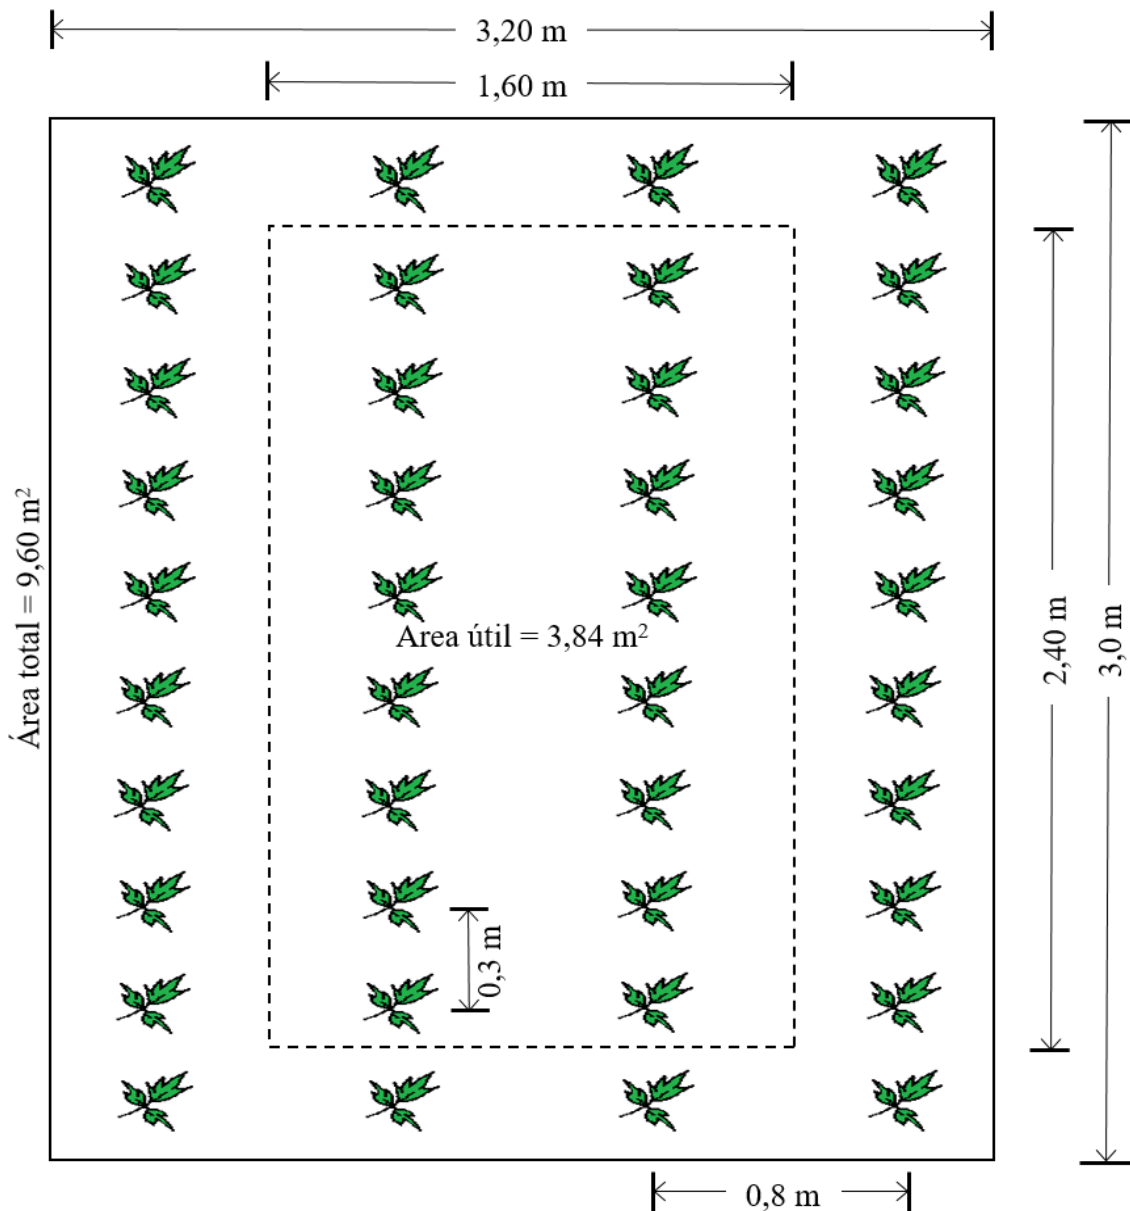 3,20 m
1,60 m
Área total = 9,60 m²
Area útil = 3,84 m²
2,40 m
3,0 m
0,3 m
0,8 m